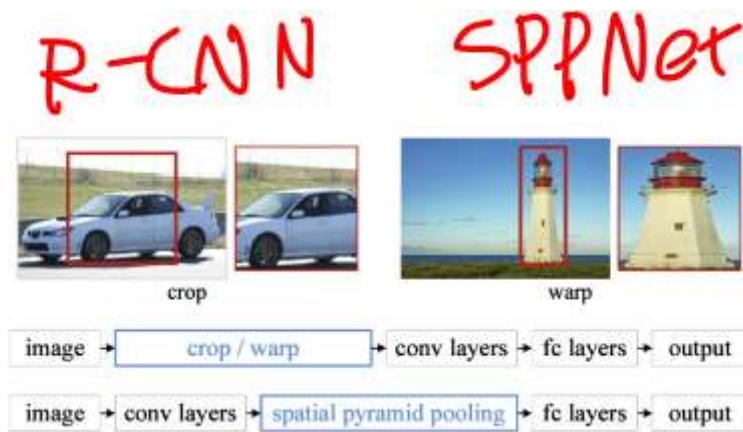 R-CNN SPPNet
crop warp
image crop / warp conv layers fc layers output
image conv layers spatial pyramid pooling fc layers output